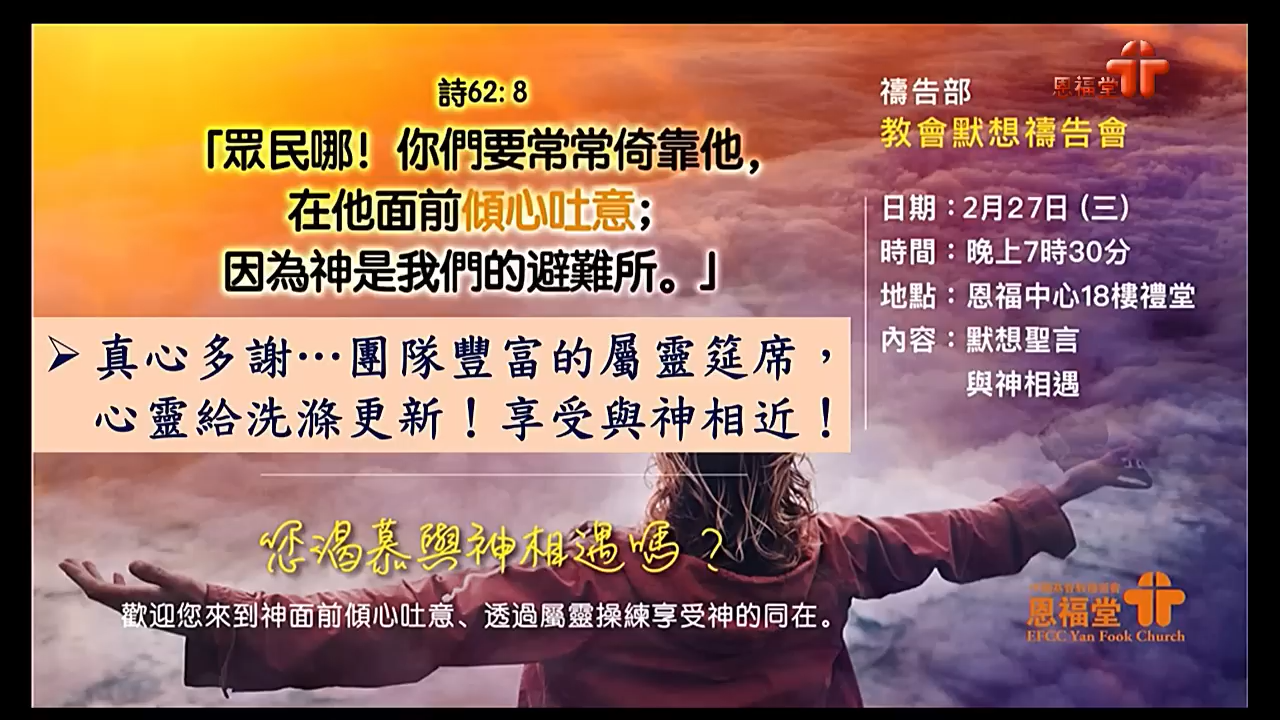 詩62:8
「眾民哪！你們要常常倚靠他，
在他面前傾心吐意；
因為神是我們的避難所。」
➢ 真心多謝…團隊豐富的屬靈筵席，
心靈給洗滌更新！享受與神相近！
您渴慕與神相遇嗎？
歡迎您來到神面前傾心吐意、透過屬靈操練享受神的同在。
恩福堂
禱告部
教會默想禱告會
日期：2月27日 (三)
時間：晚上7時30分
地點：恩福中心18樓禮堂
內容：默想聖言
與神相遇
恩福堂
EFCC Yan Fook Church